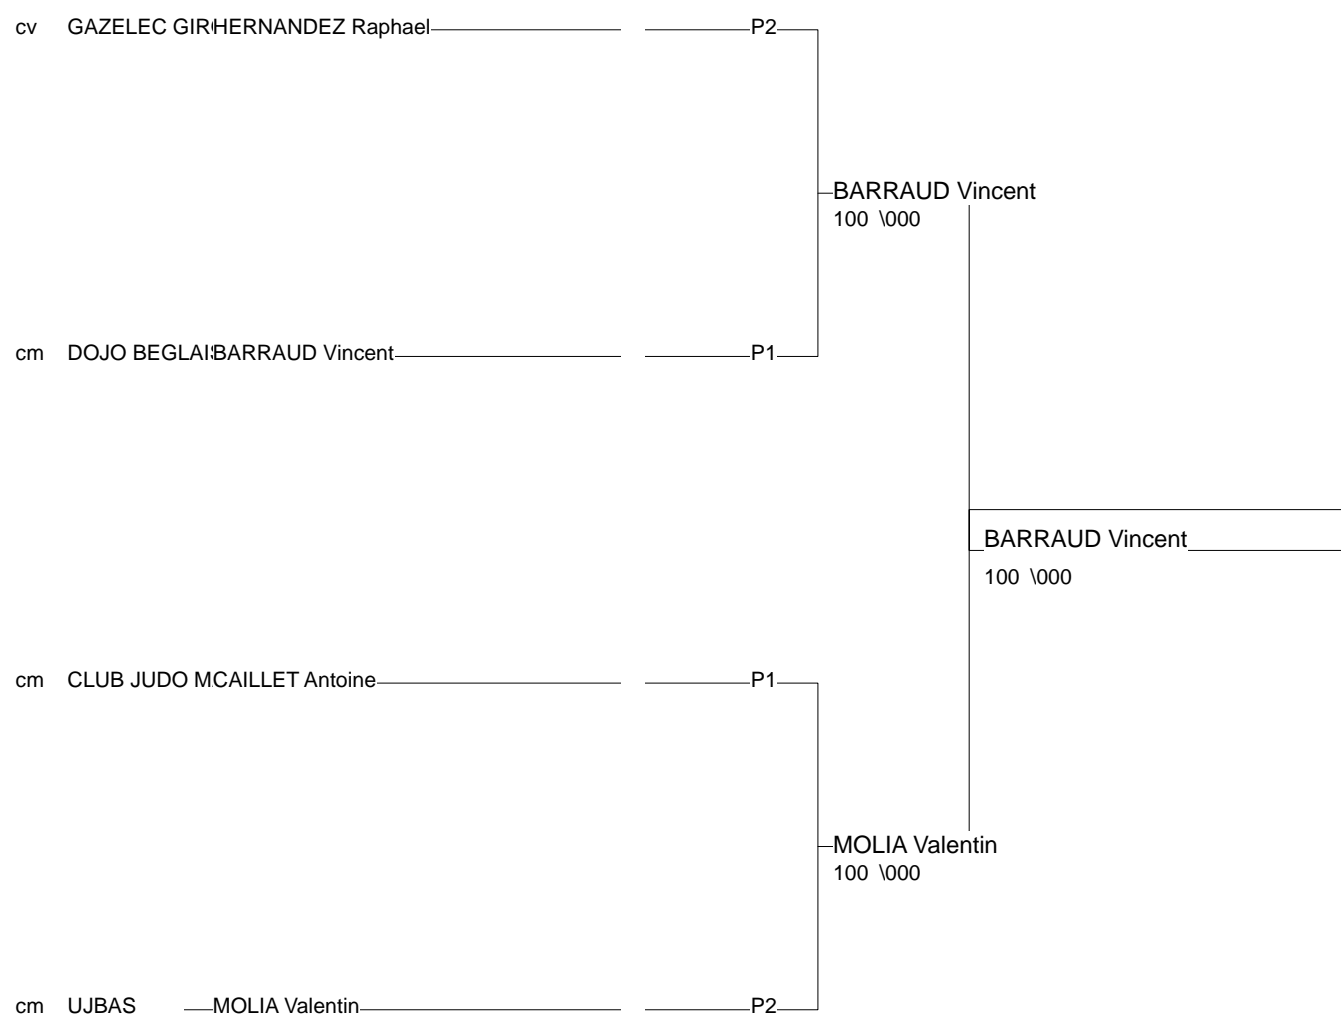 cv GAZELEC GIR HERNANDEZ Raphael P2
BARRAUD Vincent
100 \000
cm DOJO BEGLAIS BARRAUD Vincent P1
BARRAUD Vincent
100 \000
cm CLUB JUDO M CAILLET Antoine P1
MOLIA Valentin
100 \000
cm UJBAS MOLIA Valentin P2